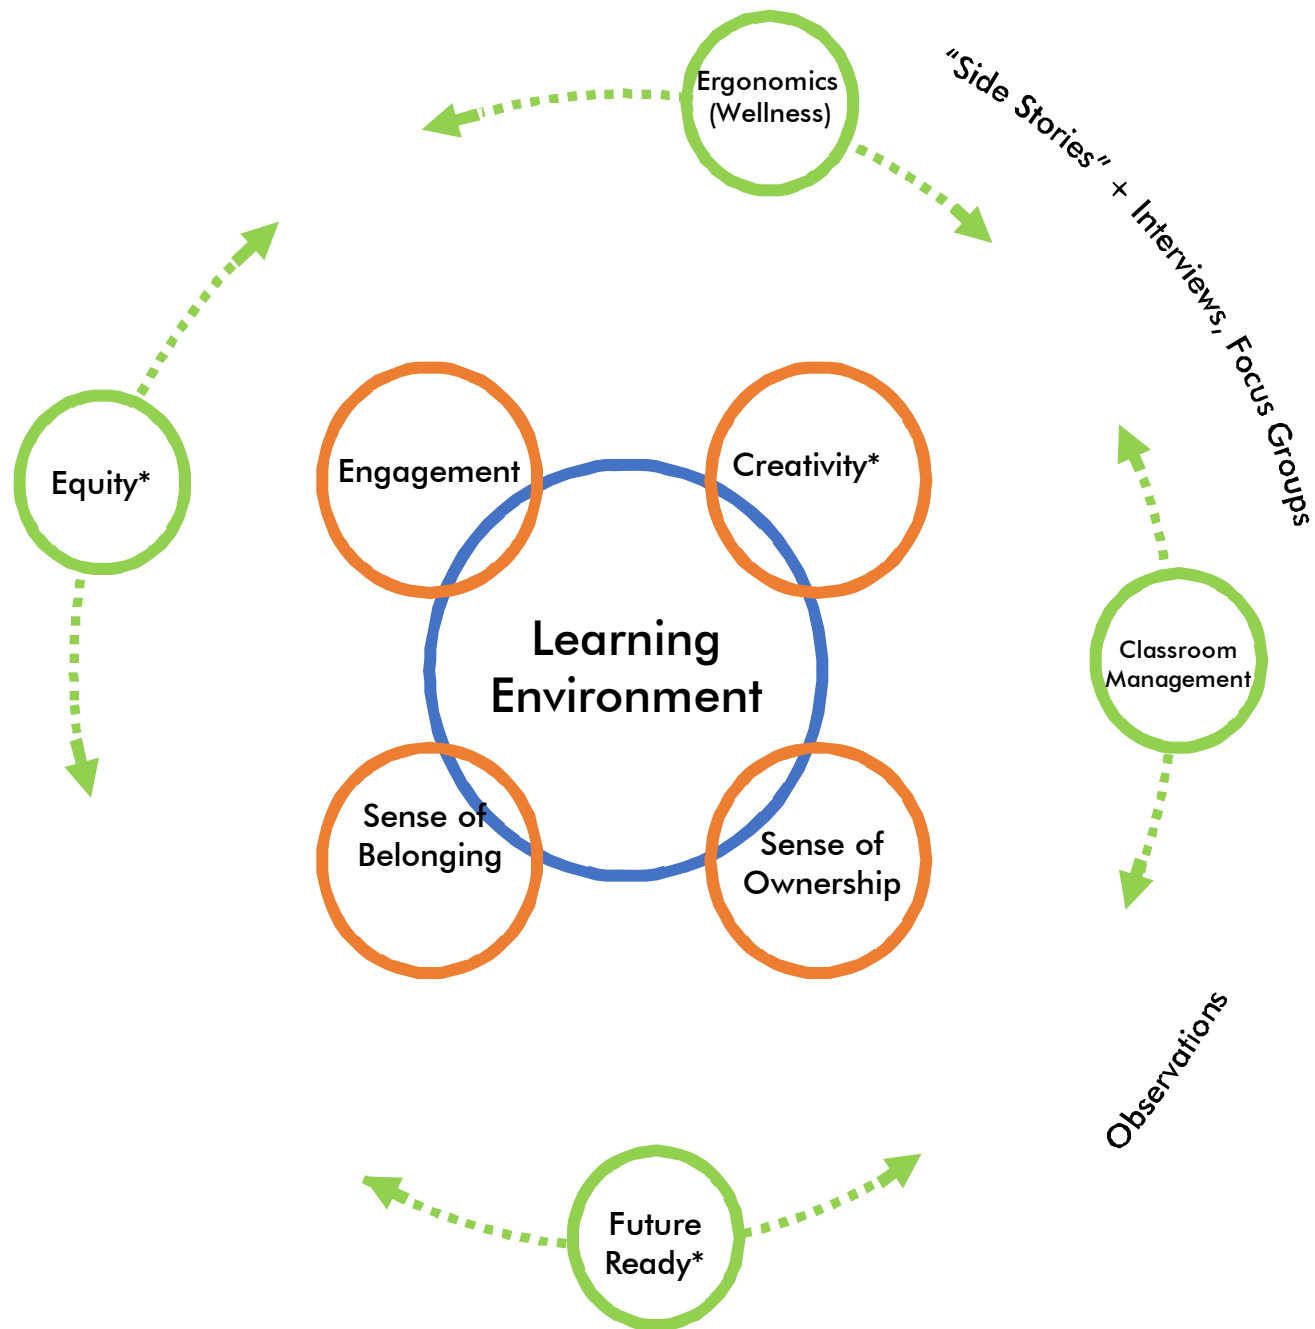 Ergonomics
(Wellness)
“Side Stories” + Interviews, Focus Groups
Equity*
Engagement
Creativity*
Learning
Environment
Classroom
Management
Sense of
Belonging
Sense of
Ownership
Observations
Future
Ready*